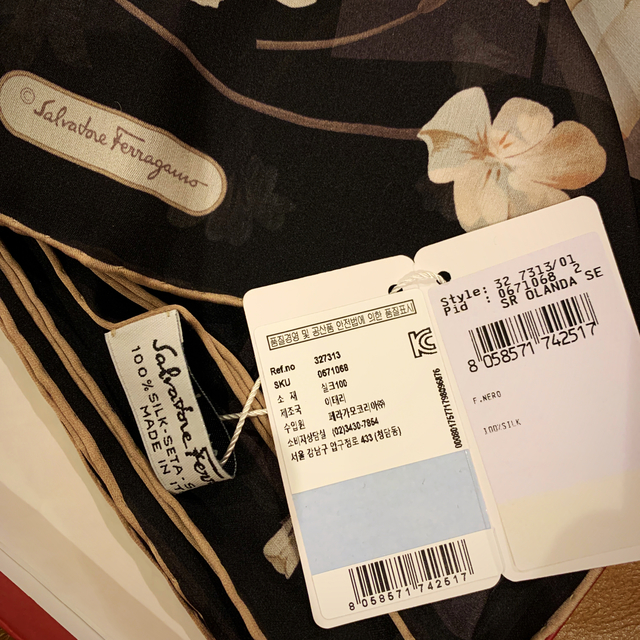 © Salvatore Ferragamo
Salvatore Fer
100% SILK-SETA
MADE IN IT
품질경영 및 공산품 안전법에 의한 품질표시
Ref.no 327313
SKU 0671068
소 재 실크100
제조국 이태리
수입원 페라가모코리아㈜
소비자상담실 (02)3430-7854
서울 강남구 압구정로 433 (청담동)
8 058571 742517
Style: 32 7313/01
Pid : 0671068 2
SR OLANDA SE
8 058571 742517
F.NERO
100%SILK